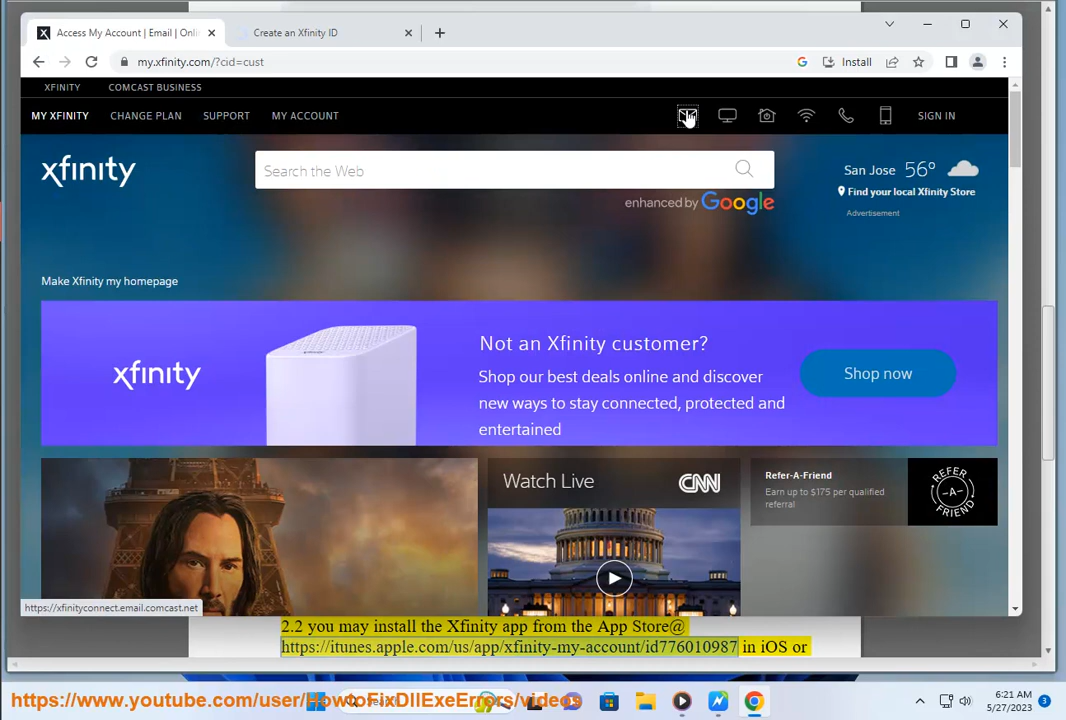 Access My Account | Email | Onli
Create an Xfinity ID
my.xfinity.com/?cid=cust
Install
XFINITY
COMCAST BUSINESS
MY XFINITY
CHANGE PLAN
SUPPORT
MY ACCOUNT
SIGN IN
xfinity
Search the Web
enhanced by Google
San Jose 56°
Find your local Xfinity Store
Advertisement
Make Xfinity my homepage
xfinity
Not an Xfinity customer?
Shop our best deals online and discover
new ways to stay connected, protected and
entertained
Shop now
Watch Live
CNN
Refer-A-Friend
Earn up to $175 per qualified
referral
REFER
-A-
FRIEND
https://xfinityconnect.email.comcast.net
2.2 you may install the Xfinity app from the App Store@
https://itunes.apple.com/us/app/xfinity-my-account/id776010987 in iOS or
https://www.youtube.com/user/HowtoFixDllExeErrors/videos
6:21 AM
5/27/2023
3